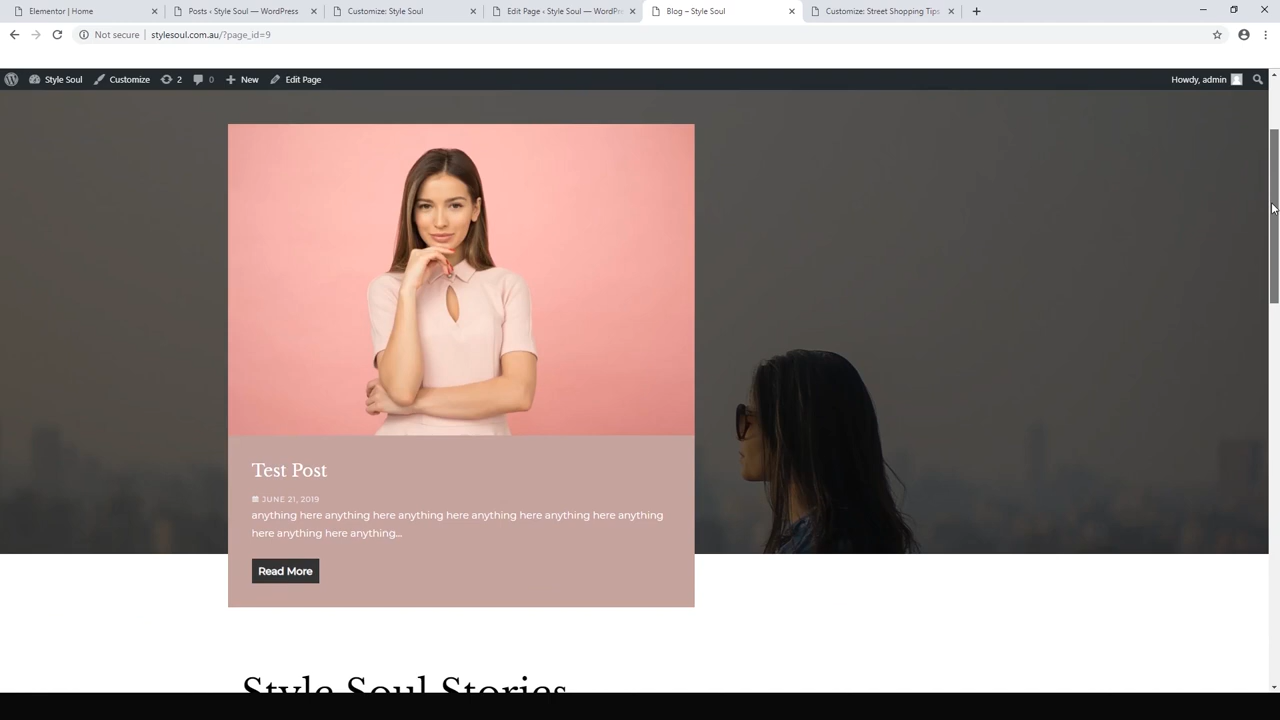 Elementor | Home
Posts ‹ Style Soul — WordPress
Customize: Style Soul
Edit Page ‹ Style Soul — WordPr
Blog – Style Soul
Customize: Street Shopping Tips
Not secure | stylesoul.com.au/?page_id=9
Style Soul
Customize
2
0
New
Edit Page
Howdy, admin
Test Post
JUNE 21, 2019
anything here anything here anything here anything here anything here anything
here anything here anything...
Read More
Style Soul Stories